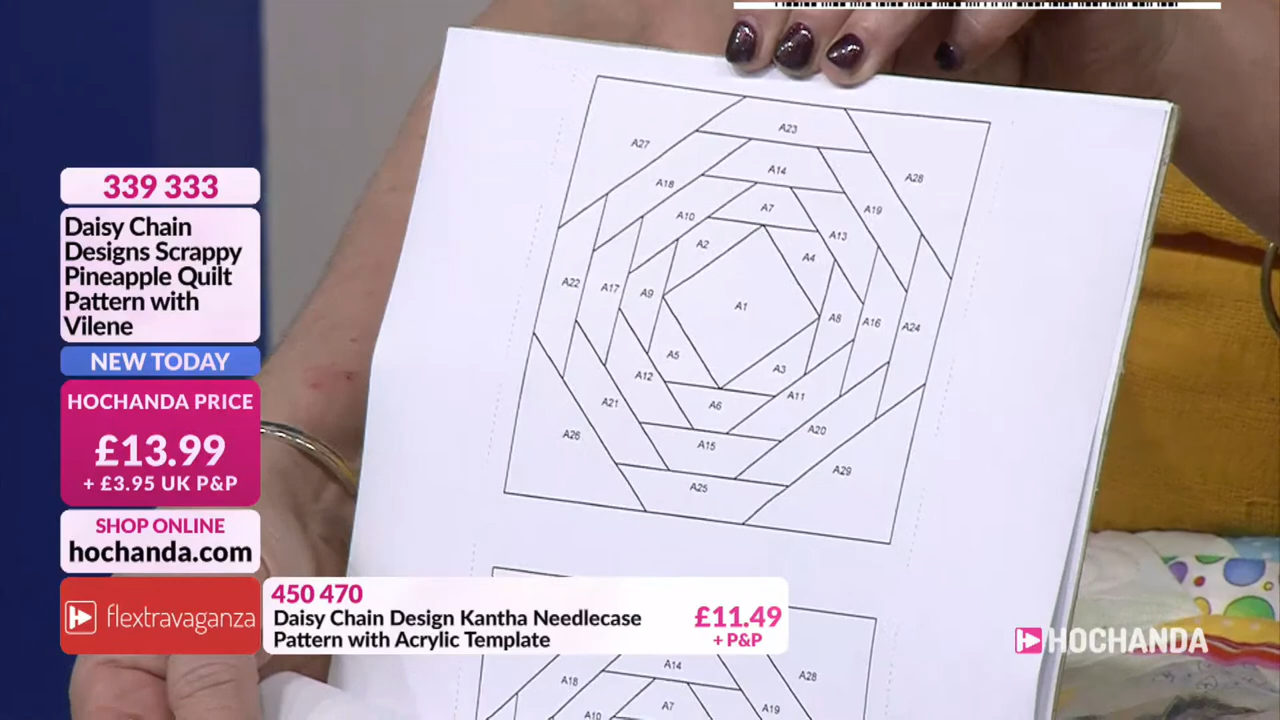 339 333
Daisy Chain
Designs Scrappy
Pineapple Quilt
Pattern with
Vilene
NEW TODAY
HOCHANDA PRICE
£13.99
+ £3.95 UK P&P
SHOP ONLINE
hochanda.com
flextravaganza
450 470
Daisy Chain Design Kantha Needlecase
Pattern with Acrylic Template
£11.49
+ P&P
HOCHANDA
A23
A27
A14
A28
A18
A7
A19
A10
A13
A2
A4
A22
A17
A9
A1
A8
A16
A24
A5
A3
A12
A6
A11
A21
A20
A26
A15
A29
A25
A14
A18
A28
A7
A19
A10